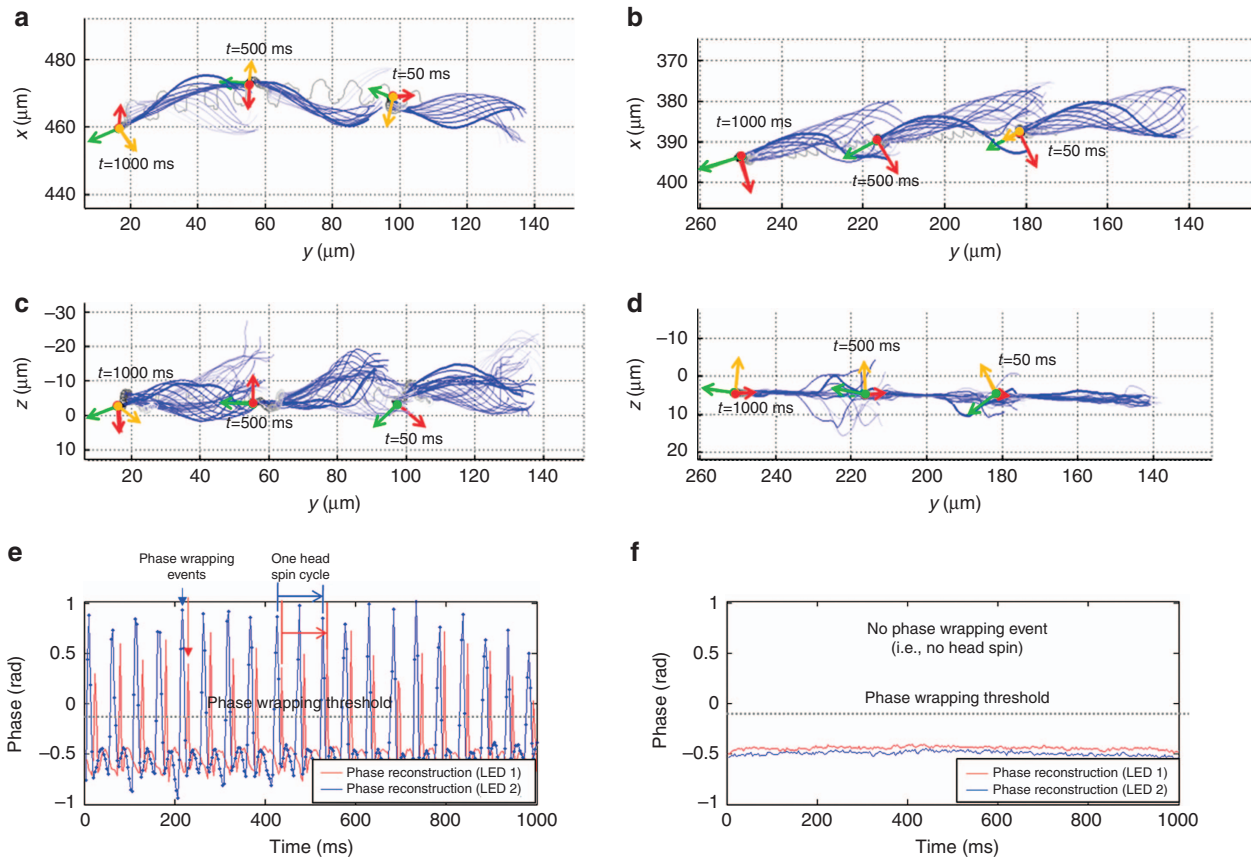 a
480
460
440
x (μm)
t=500 ms
t=50 ms
t=1000 ms
20
40
60
80
100
120
140
y (μm)
b
370
380
390
400
x (μm)
t=1000 ms
t=500 ms
t=50 ms
260
240
220
200
180
160
140
y (μm)
c
−30
−20
−10
0
10
z (μm)
t=1000 ms
t=500 ms
t=50 ms
20
40
60
80
100
120
140
y (μm)
d
−10
0
10
20
z (μm)
t=500 ms
t=50 ms
t=1000 ms
260
240
220
200
180
160
140
y (μm)
e
Phase wrapping
events
One head
spin cycle
1
0.5
0
−0.5
−1
Phase (rad)
Phase wrapping threshold
Phase reconstruction (LED 1)
Phase reconstruction (LED 2)
0
200
400
600
800
1000
Time (ms)
f
1
0.5
0
−0.5
−1
Phase (rad)
No phase wrapping event
(i.e., no head spin)
Phase wrapping threshold
Phase reconstruction (LED 1)
Phase reconstruction (LED 2)
0
200
400
600
800
1000
Time (ms)